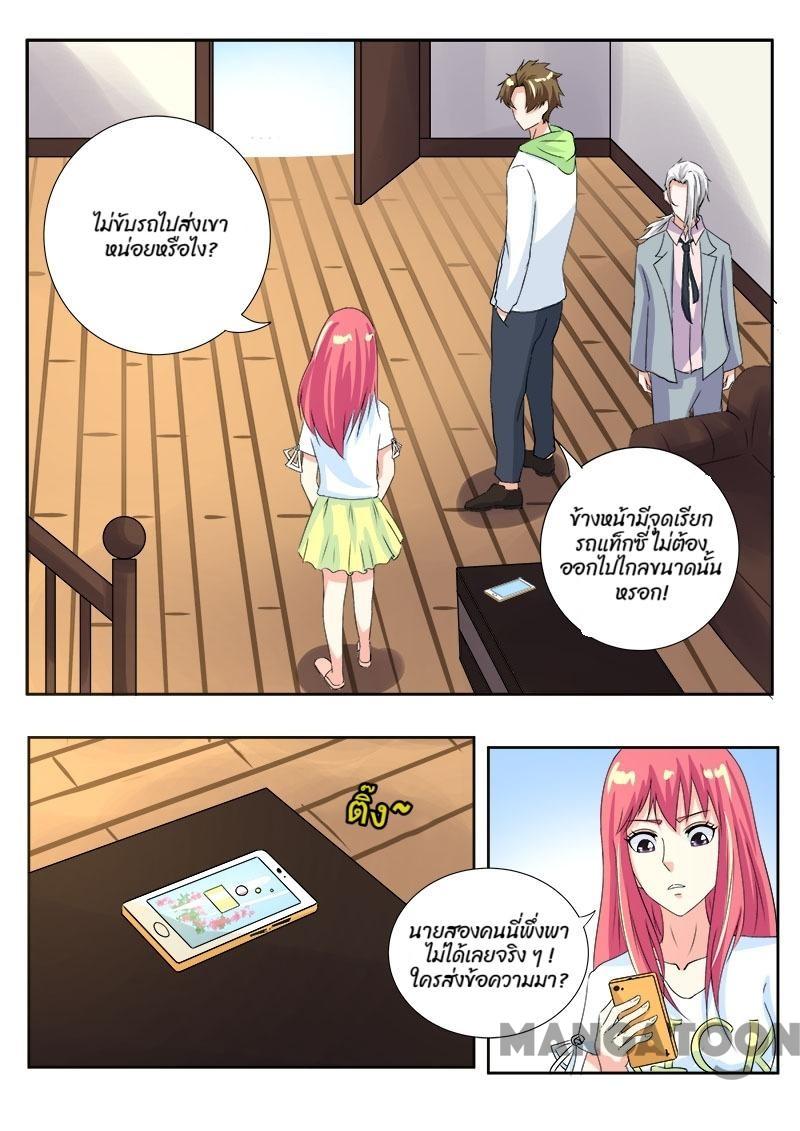 ไม่ขับรถไปส่งเขา
หน่อยหรือไง?
ข้างหน้ามีจุดเรียก
รถแท็กซี่ ไม่ต้อง
ออกไปไกลขนาดนั้น
หรอก!
ติ๊ง~
นายสองคนนี่พึ่งพา
ไม่ได้เลยจริง ๆ !
ใครส่งข้อความมา?
MANGATOON